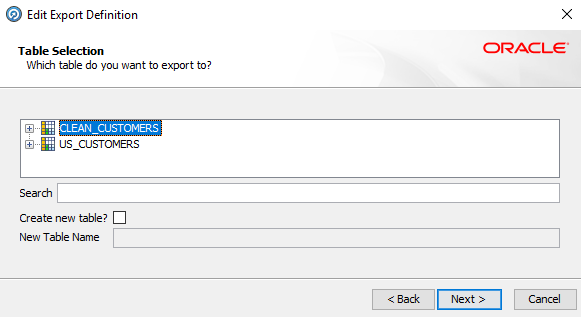 Edit Export Definition
Table Selection
Which table do you want to export to?
ORACLE
CLEAN_CUSTOMERS
US_CUSTOMERS
Search
Create new table?
New Table Name
< Back
Next >
Cancel